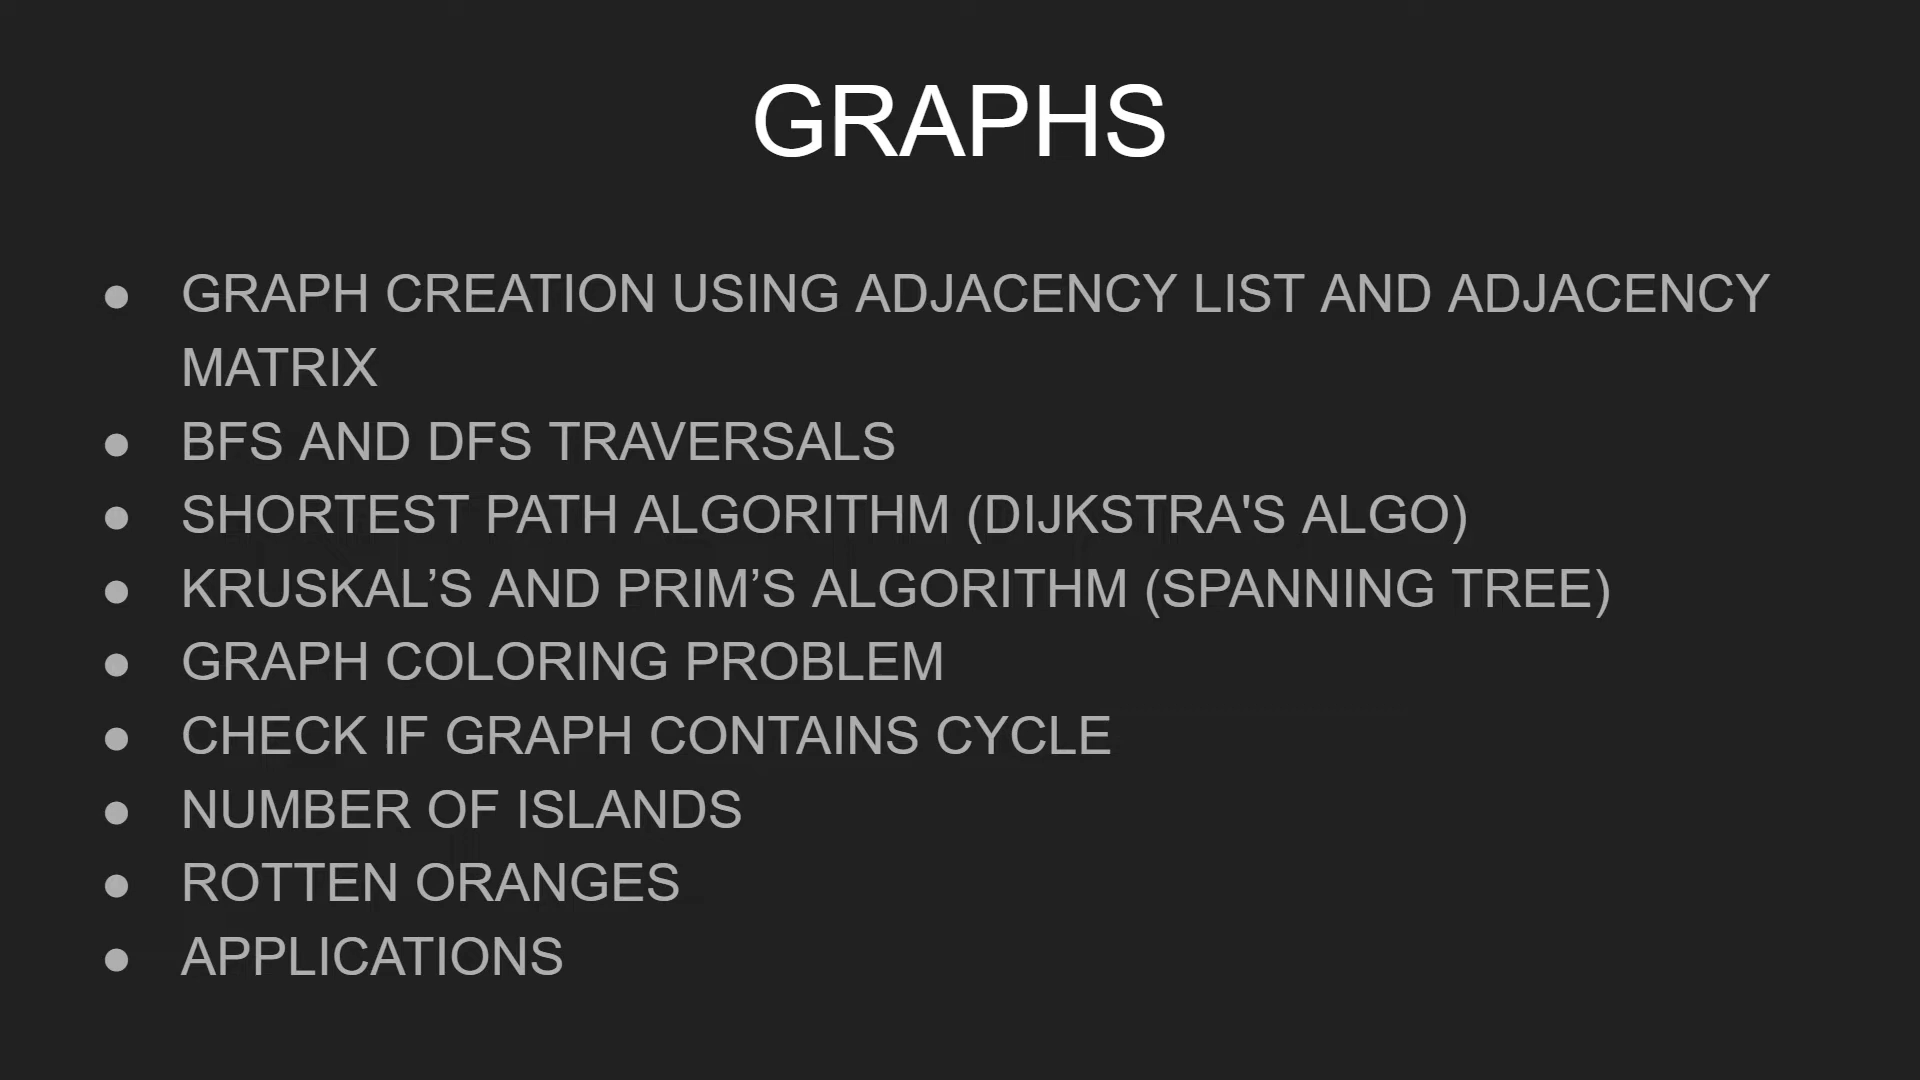 GRAPHS
● GRAPH CREATION USING ADJACENCY LIST AND ADJACENCY
MATRIX
● BFS AND DFS TRAVERSALS
● SHORTEST PATH ALGORITHM (DIJKSTRA'S ALGO)
● KRUSKAL’S AND PRIM’S ALGORITHM (SPANNING TREE)
● GRAPH COLORING PROBLEM
● CHECK IF GRAPH CONTAINS CYCLE
● NUMBER OF ISLANDS
● ROTTEN ORANGES
● APPLICATIONS